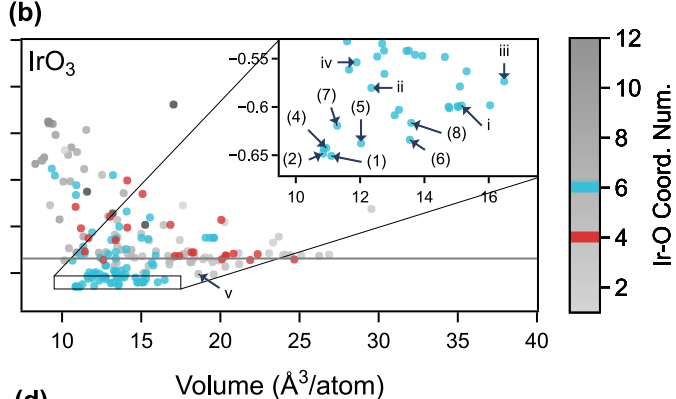 (b)
IrO3
−0.55
−0.6
−0.65
10 12 14 16
iv
ii
iii
i
(7)
(5)
(4)
(2)
(1)
(8)
(6)
v
10 15 20 25 30 35 40
Volume (Å3/atom)
12
10
8
6
4
2
Ir-O Coord. Num.